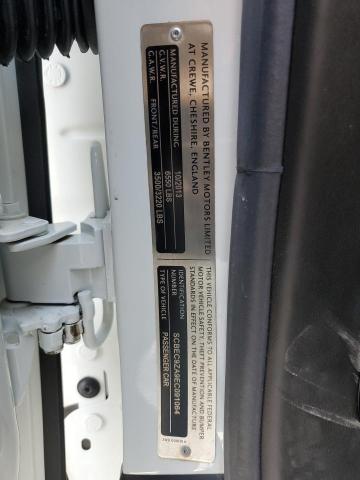 MANUFACTURED BY BENTLEY MOTORS LIMITED
AT CREWE, CHESHIRE, ENGLAND
MANUFACTURED DURING 10/2013
G.V.W.R. 6550 LBS
G.A.W.R. FRONT/REAR 3500/3220 LBS
THIS VEHICLE CONFORMS TO ALL APPLICABLE FEDERAL
MOTOR VEHICLE SAFETY, THEFT PREVENTION AND BUMPER
STANDARDS IN EFFECT ON THE DATE OF MANUFACTURE
IDENTIFICATION
NUMBER SCBEC9ZA9EC091064
TYPE OF VEHICLE PASSENGER CAR